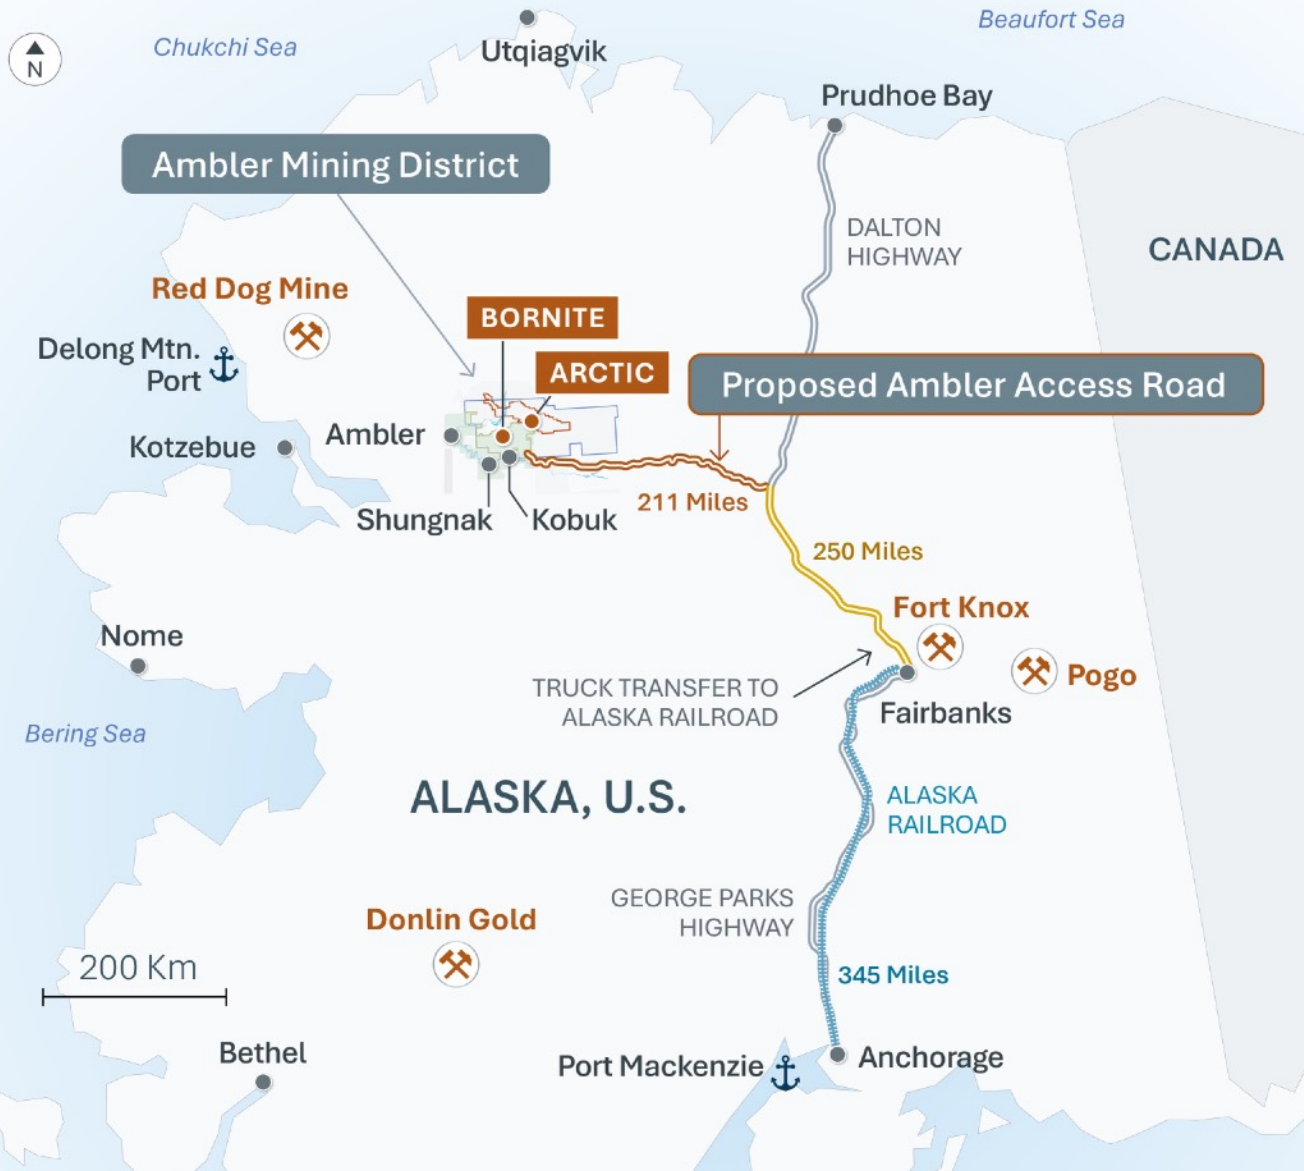 Beaufort Sea
Chukchi Sea
Utqiagvik
N
Prudhoe Bay
Ambler Mining District
DALTON
HIGHWAY
CANADA
Red Dog Mine
BORNITE
Delong Mtn.
Port
ARCTIC
Proposed Ambler Access Road
Ambler
Kotzebue
211 Miles
Shungnak
Kobuk
250 Miles
Fort Knox
Nome
Pogo
TRUCK TRANSFER TO
ALASKA RAILROAD
Fairbanks
Bering Sea
ALASKA, U.S.
ALASKA
RAILROAD
GEORGE PARKS
HIGHWAY
Donlin Gold
200 Km
345 Miles
Bethel
Port Mackenzie
Anchorage